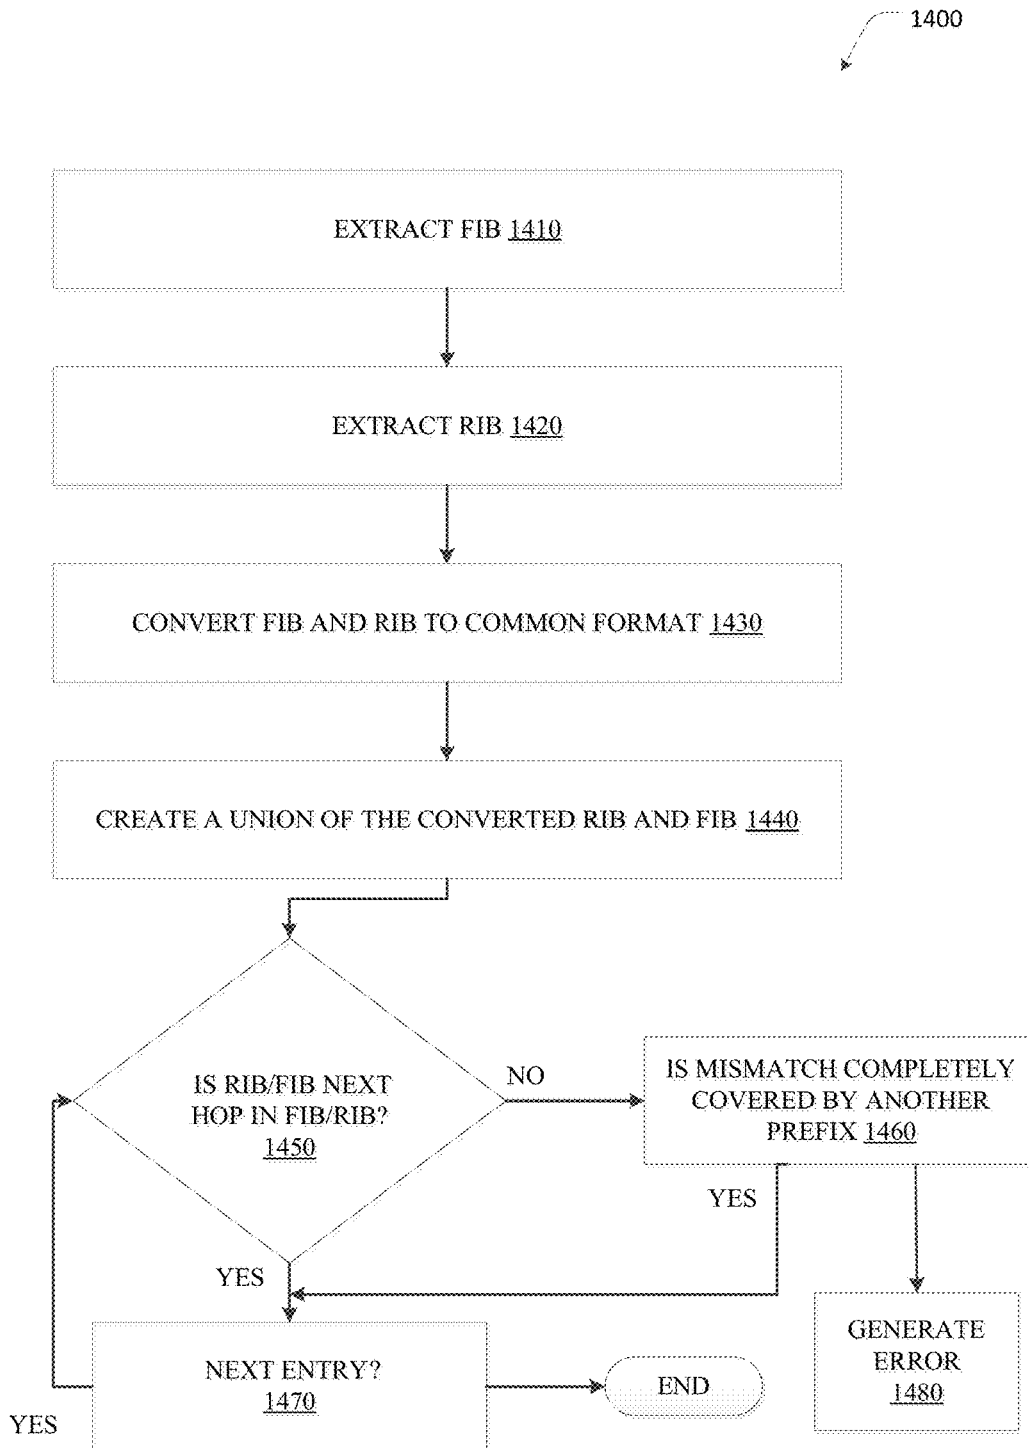 1400
EXTRACT FIB 1410
EXTRACT RIB 1420
CONVERT FIB AND RIB TO COMMON FORMAT 1430
CREATE A UNION OF THE CONVERTED RIB AND FIB 1440
IS RIB/FIB NEXT
HOP IN FIB/RIB?
1450
NO
IS MISMATCH COMPLETELY
COVERED BY ANOTHER
PREFIX 1460
YES
YES
NEXT ENTRY?
1470
YES
END
GENERATE
ERROR
1480